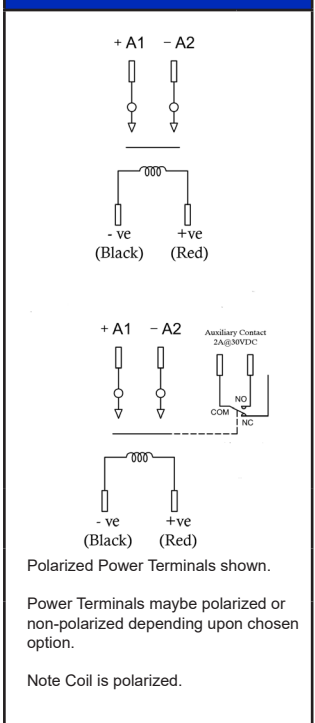 + A1 − A2
- ve +ve
(Black) (Red)
+ A1 − A2
Auxiliary Contact
2A@30VDC
NO
COM
NC
- ve +ve
(Black) (Red)
Polarized Power Terminals shown.
Power Terminals maybe polarized or
non-polarized depending upon chosen
option.
Note Coil is polarized.